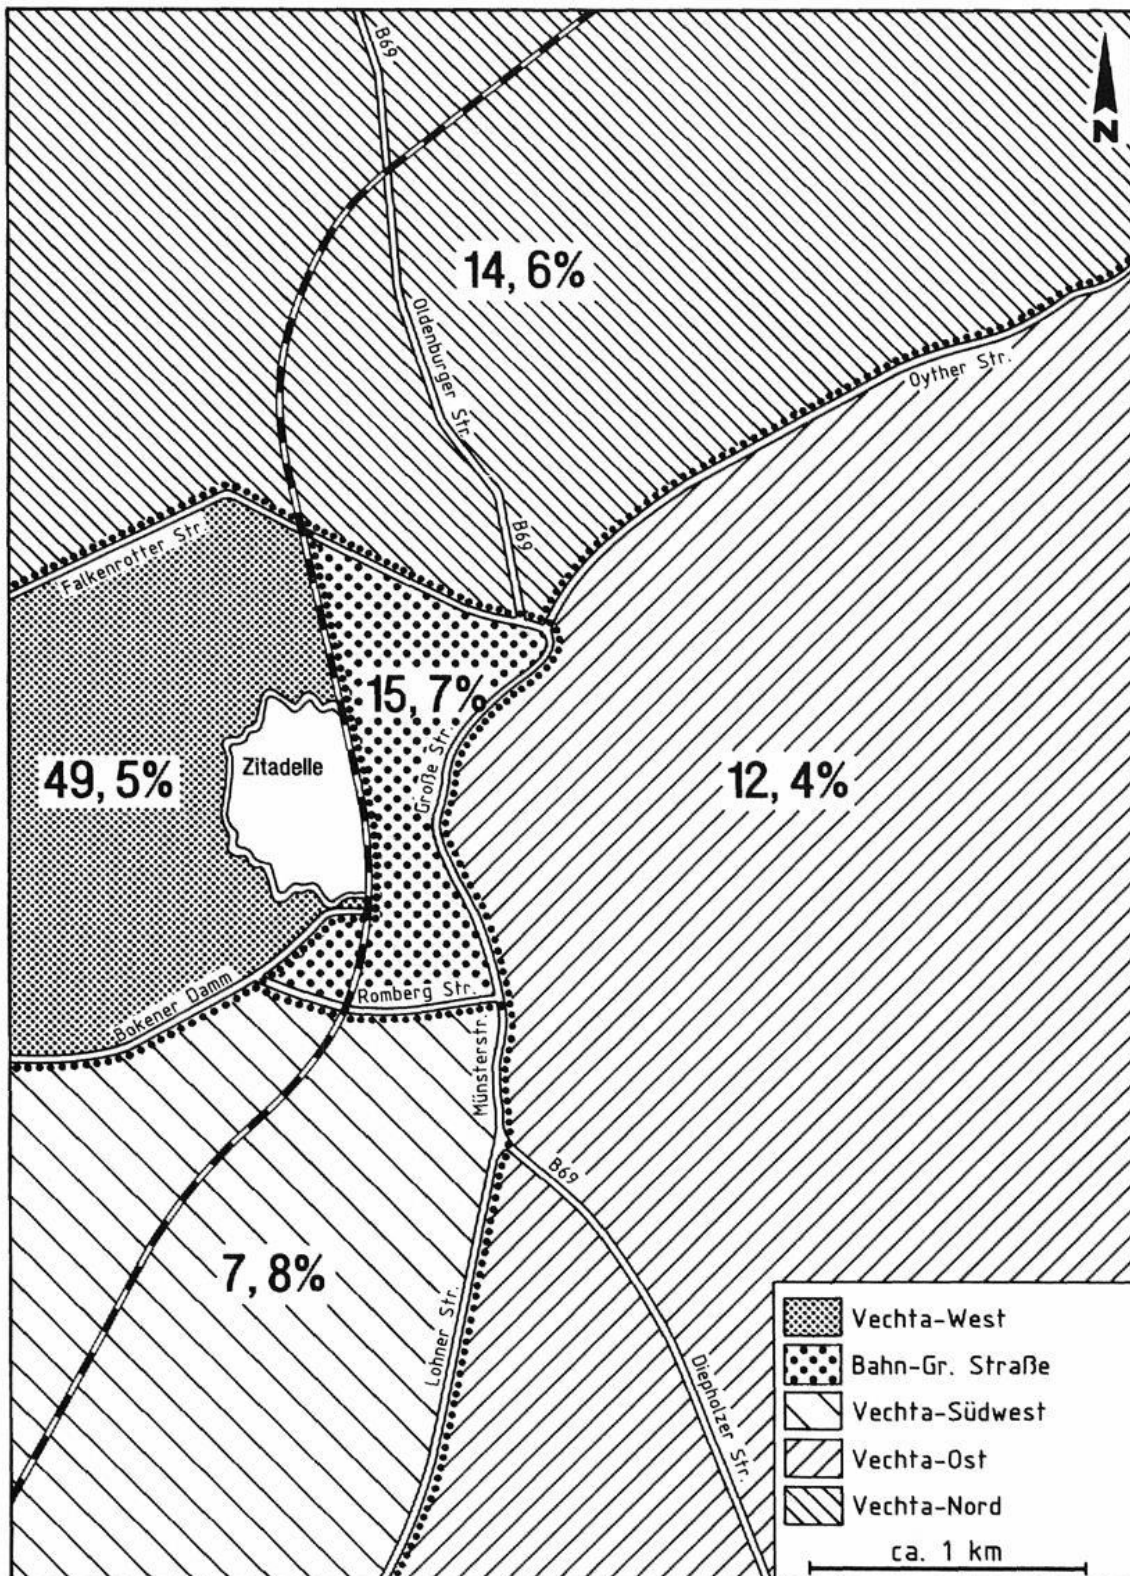 B69
N
14,6%
Oldenburger Str.
Oyther Str.
B69
Falkenrotter Str.
15,7%
Große Str.
Zitadelle
49,5%
12,4%
Bokener Damm
Romberg Str.
Münsterstr.
B69
7,8%
Lohner Str.
Diepholzer Str.
Vechta-West
Bahn-Gr. Straße
Vechta-Südwest
Vechta-Ost
Vechta-Nord
ca. 1 km